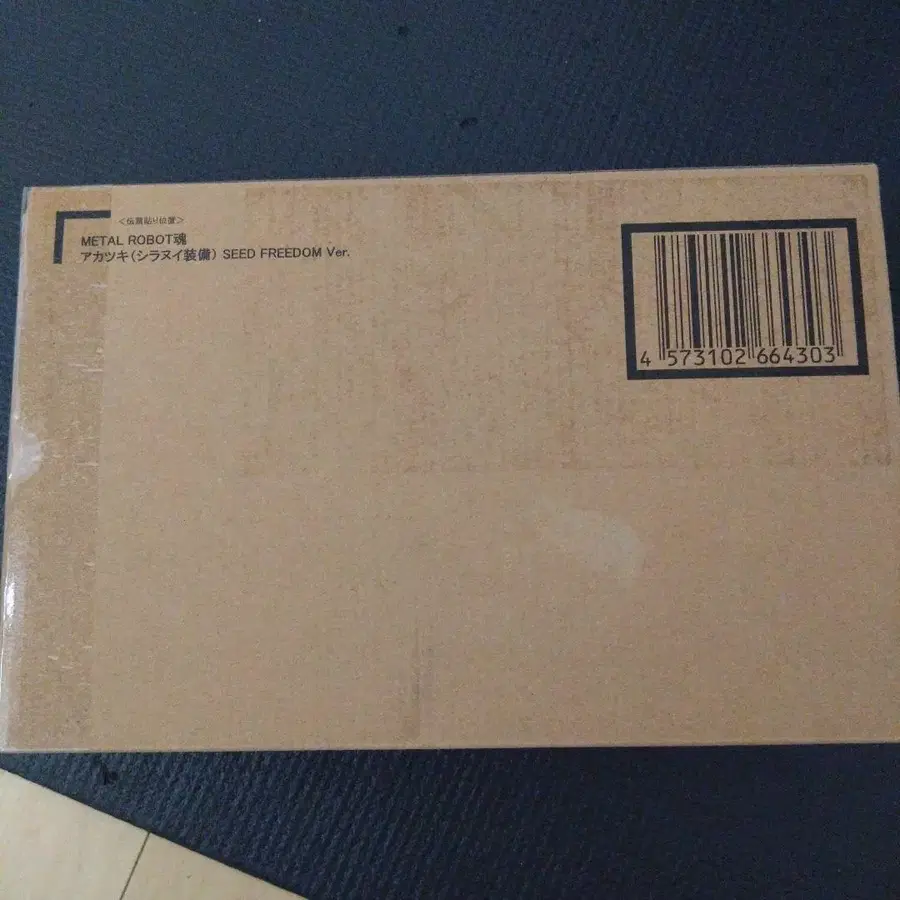 <伝票貼り位置>
METAL ROBOT魂
アカツキ(シラヌイ装備) SEED FREEDOM Ver.
4 573102 664303